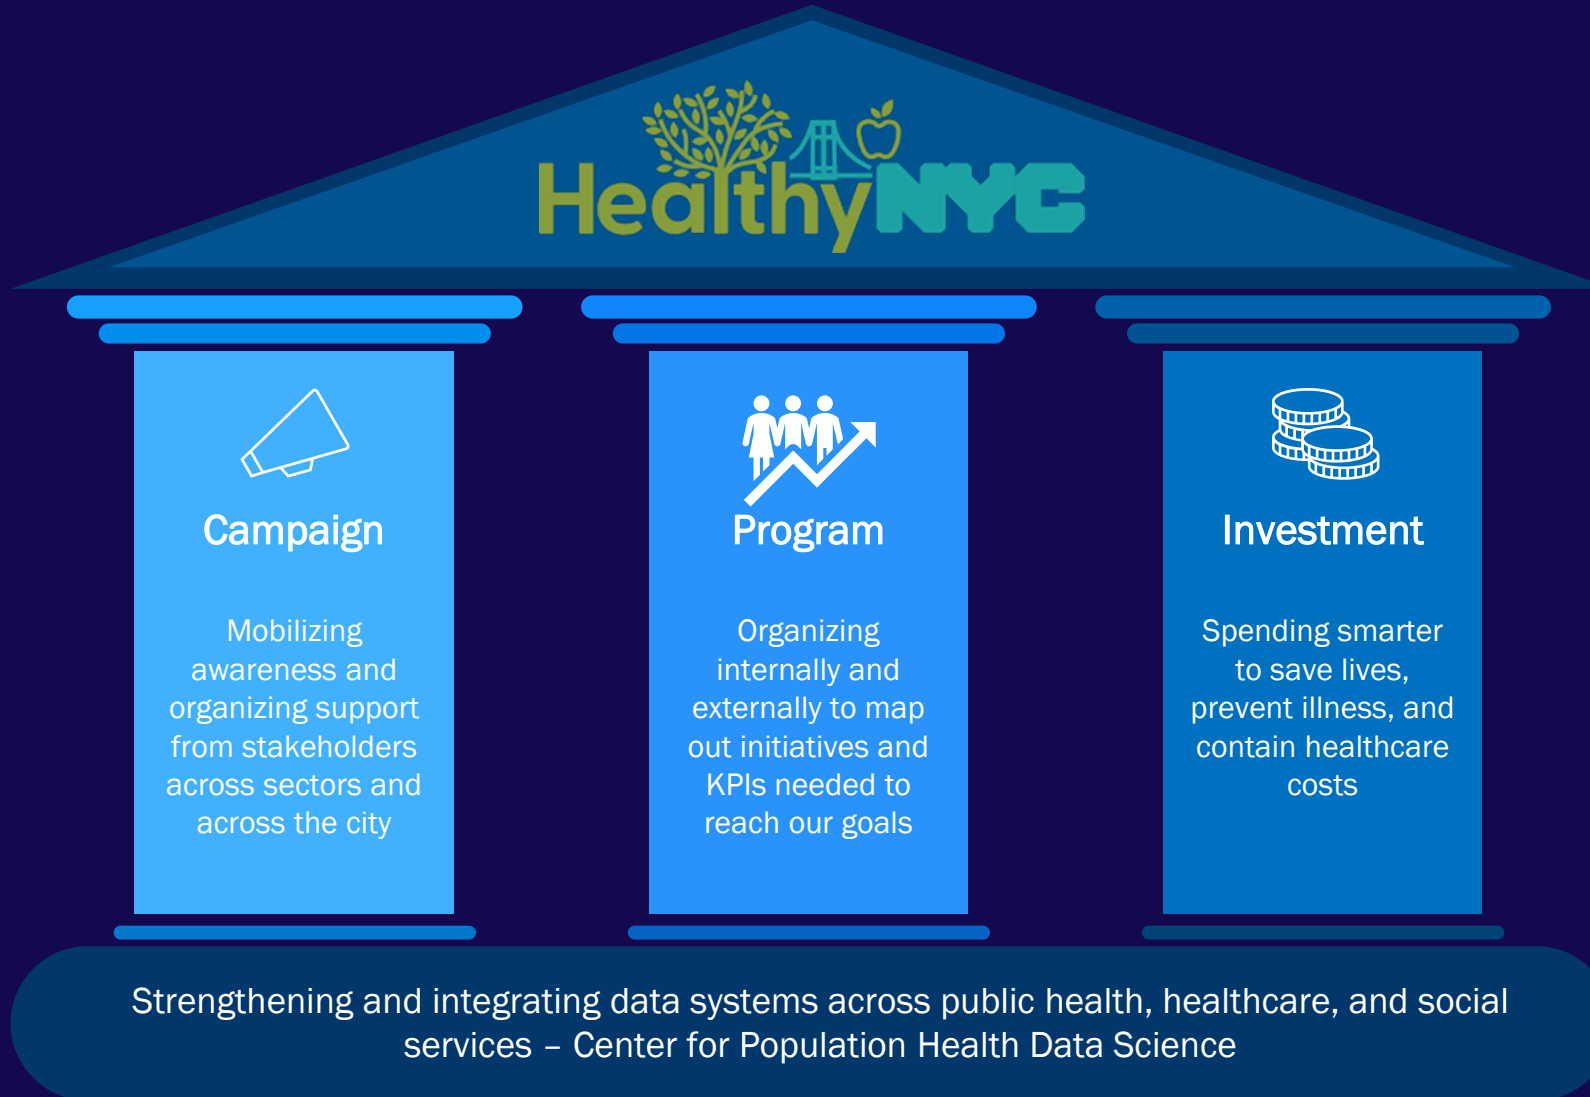 HealthyNYC
Campaign
Mobilizing
awareness and
organizing support
from stakeholders
across sectors and
across the city
Program
Organizing
internally and
externally to map
out initiatives and
KPIs needed to
reach our goals
Investment
Spending smarter
to save lives,
prevent illness, and
contain healthcare
costs
Strengthening and integrating data systems across public health, healthcare, and social
services – Center for Population Health Data Science